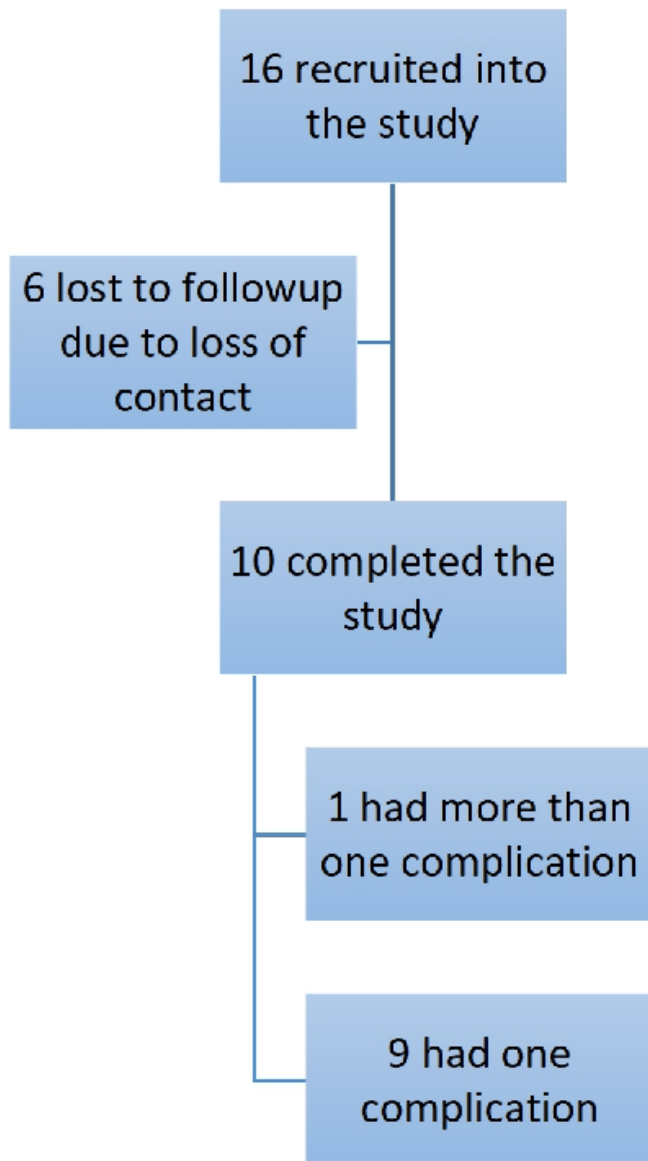 16 recruited into
the study
6 lost to followup
due to loss of
contact
10 completed the
study
1 had more than
one complication
9 had one
complication